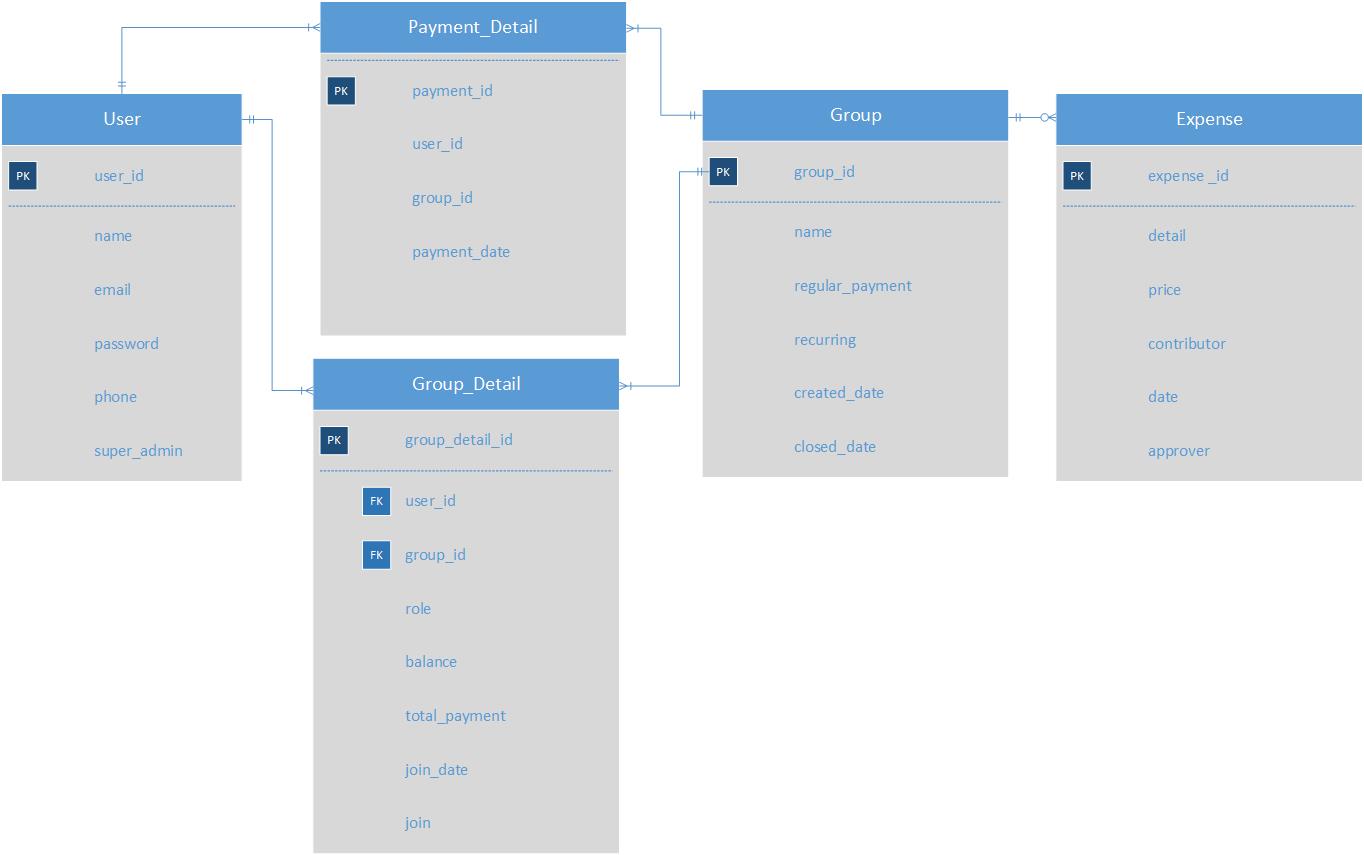 Payment_Detail
PK payment_id
user_id
group_id
payment_date
User
PK user_id
name
email
password
phone
super_admin
Group_Detail
PK group_detail_id
FK user_id
FK group_id
role
balance
total_payment
join_date
join
Group
PK group_id
name
regular_payment
recurring
created_date
closed_date
Expense
PK expense _id
detail
price
contributor
date
approver